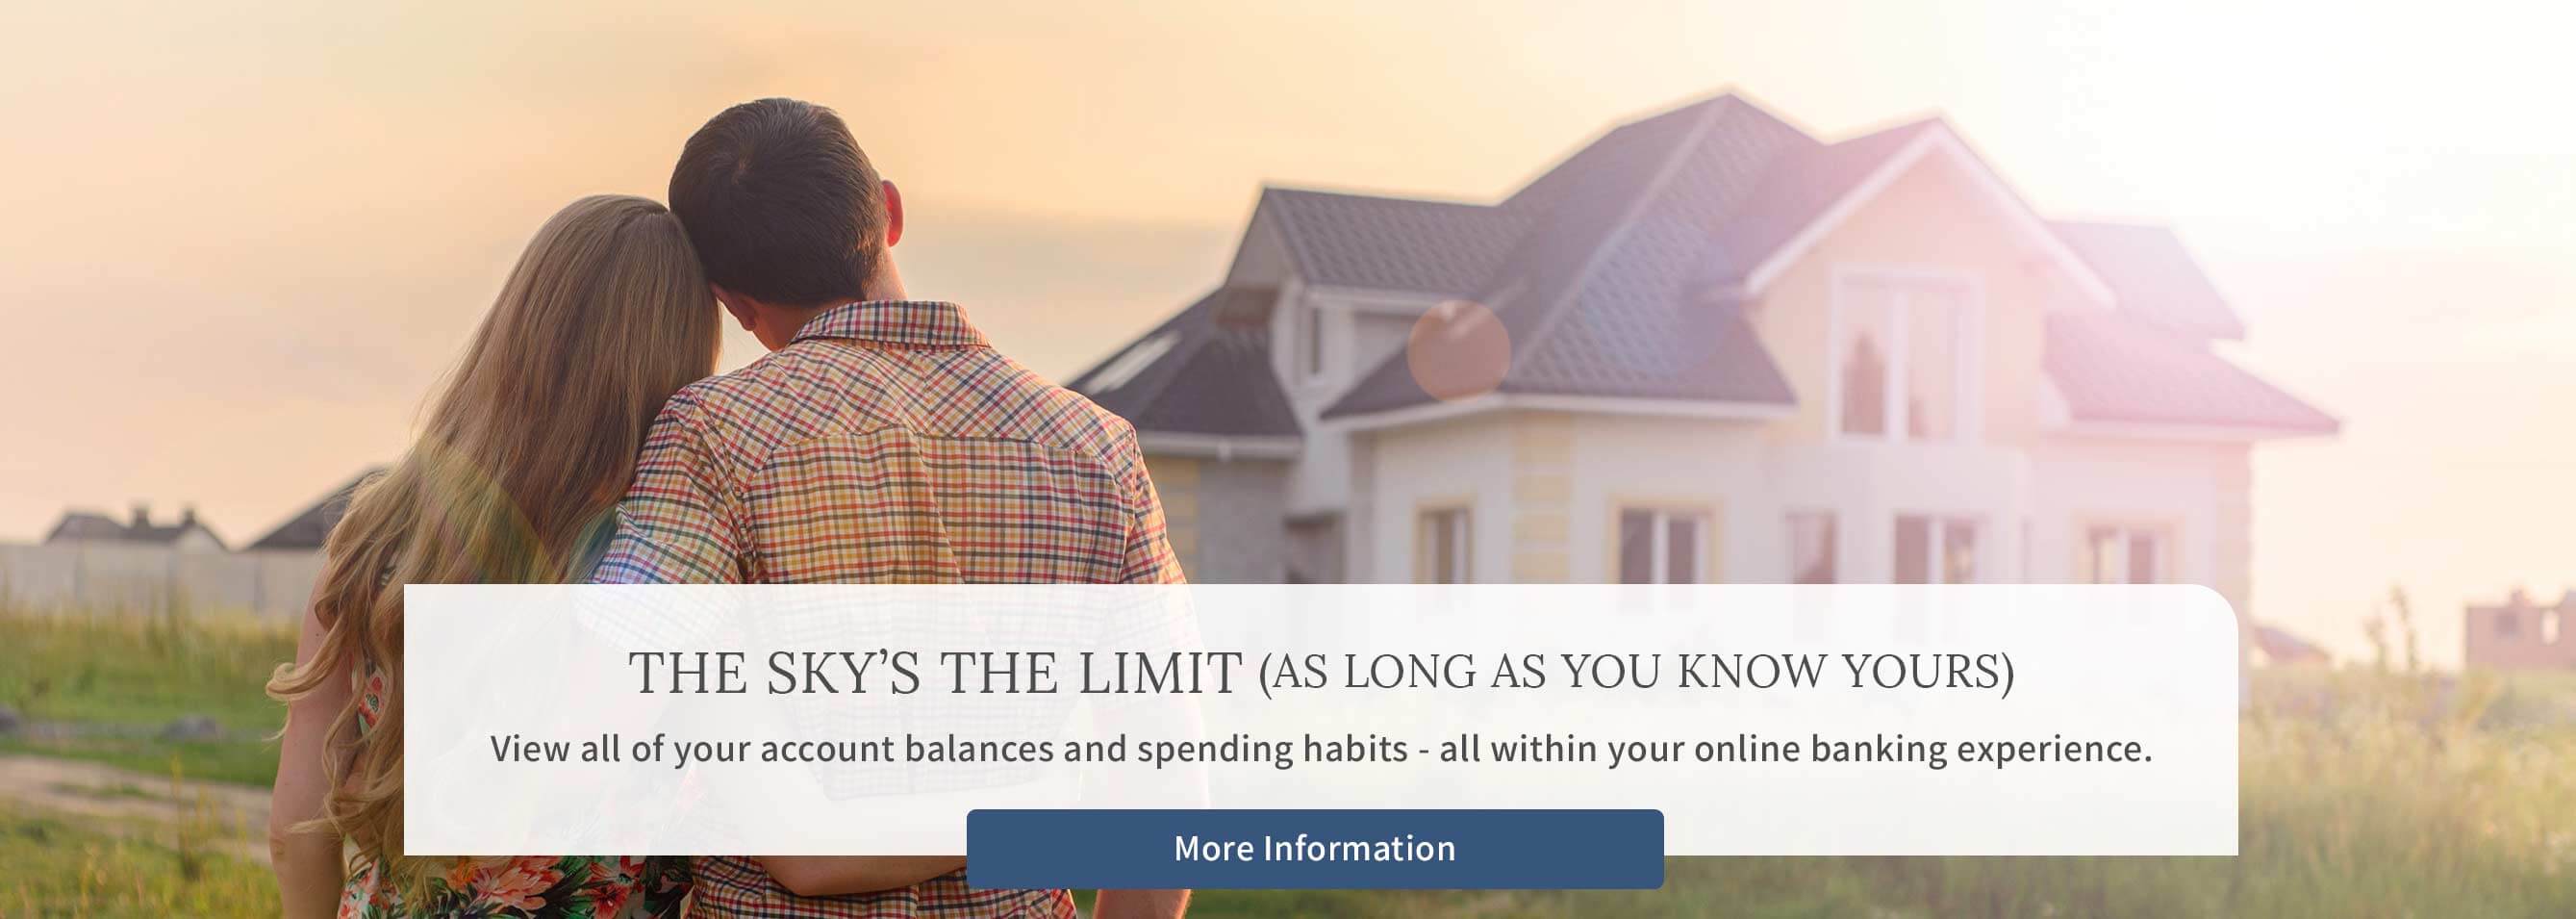 THE SKY’S THE LIMIT (AS LONG AS YOU KNOW YOURS)
View all of your account balances and spending habits - all within your online banking experience.
More Information